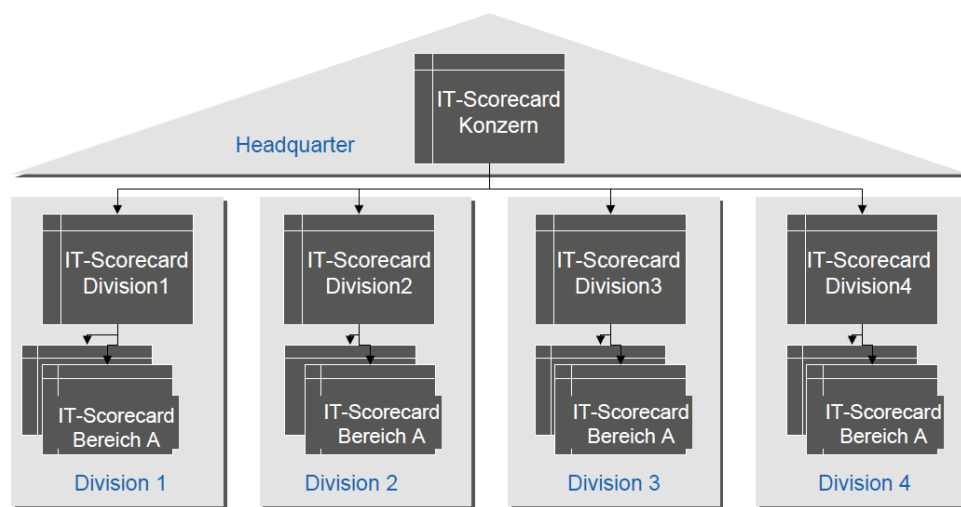 IT-Scorecard
Konzern
Headquarter
IT-Scorecard
Division1
IT-Scorecard
Division2
IT-Scorecard
Division3
IT-Scorecard
Division4
IT-Scorecard
Bereich A
IT-Scorecard
Bereich A
IT-Scorecard
Bereich A
IT-Scorecard
Bereich A
Division 1
Division 2
Division 3
Division 4